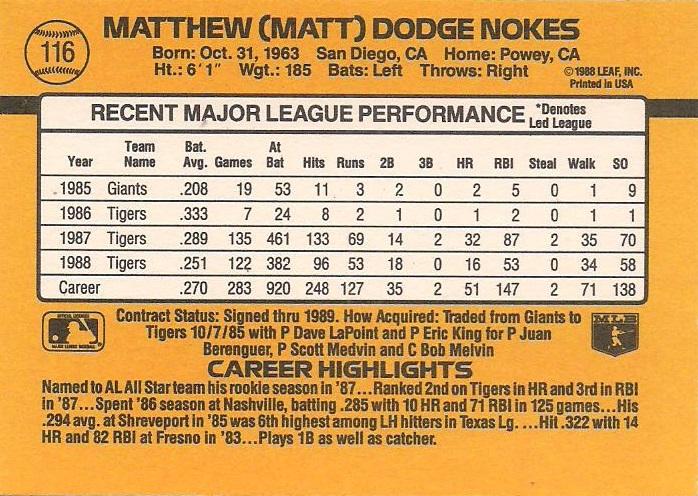 116
MATTHEW (MATT) DODGE NOKES
Born: Oct. 31, 1963 San Diego, CA Home: Powey, CA
Ht.: 6'1" Wgt.: 185 Bats: Left Throws: Right
©1988 LEAF, INC.
Printed in USA
RECENT MAJOR LEAGUE PERFORMANCE *Denotes Led League
Year Team Name Bat. Avg. Games At Bat Hits Runs 2B 3B HR RBI Steal Walk SO
1985 Giants .208 19 53 11 3 2 0 2 5 0 1 9
1986 Tigers .333 7 24 8 2 1 0 1 2 0 1 1
1987 Tigers .289 135 461 133 69 14 2 32 87 2 35 70
1988 Tigers .251 122 382 96 53 18 0 16 53 0 34 58
Career .270 283 920 248 127 35 2 51 147 2 71 138
Contract Status: Signed thru 1989. How Acquired: Traded from Giants to
Tigers 10/7/85 with P Dave LaPoint and P Eric King for P Juan
Berenguer, P Scott Medvin and C Bob Melvin
MLB
CAREER HIGHLIGHTS
Named to AL All Star team his rookie season in '87...Ranked 2nd on Tigers in HR and 3rd in RBI
in '87...Spent '86 season at Nashville, batting .285 with 10 HR and 71 RBI in 125 games...His
.294 avg. at Shreveport in '85 was 6th highest among LH hitters in Texas Lg. ...Hit .322 with 14
HR and 82 RBI at Fresno in '83...Plays 1B as well as catcher.